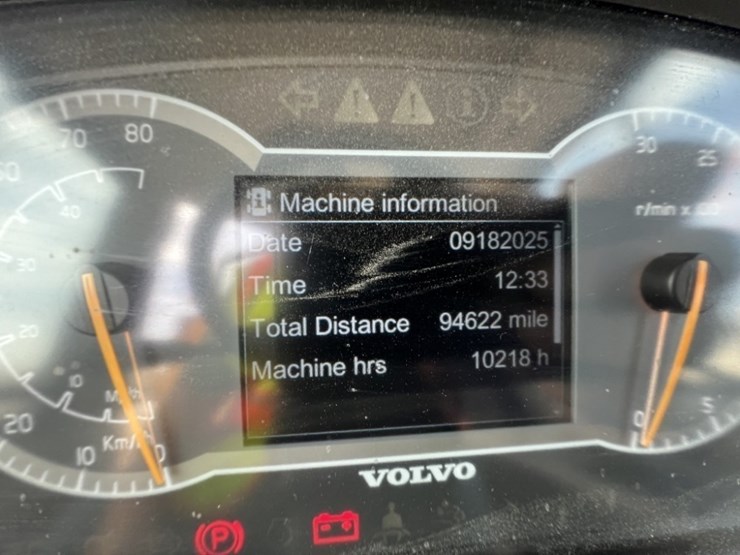 Machine information
Date 09182025
Time 12:33
Total Distance 94622 mile
Machine hrs 10218 h
VOLVO
70 80
40
30
20
10
20
10
Km/h
0
30
25
r/min x 100
5
0
P